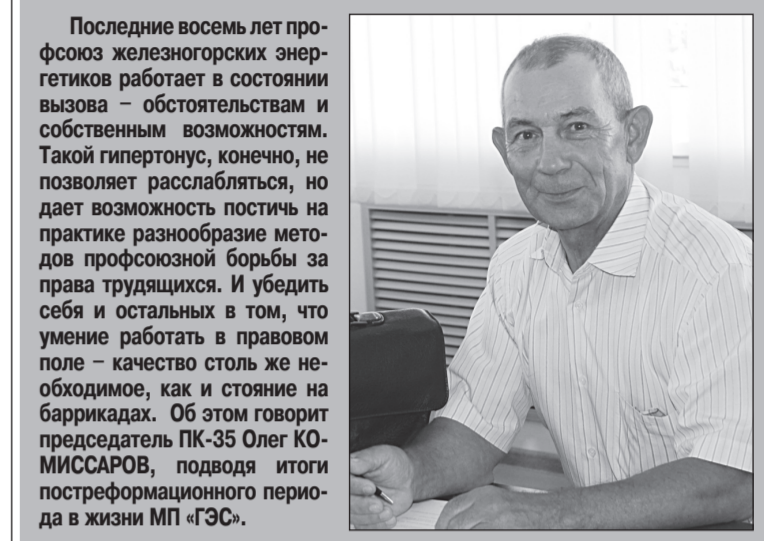 Последние восемь лет про-
фсоюз железногорских энер-
гетиков работает в состоянии
вызова – обстоятельствам и
собственным возможностям.
Такой гипертонус, конечно, не
позволяет расслабляться, но
дает возможность постичь на
практике разнообразие мето-
дов профсоюзной борьбы за
права трудящихся. И убедить
себя и остальных в том, что
умение работать в правовом
поле – качество столь же не-
обходимое, как и стояние на
баррикадах. Об этом говорит
председатель ПК-35 Олег КО-
МИССАРОВ, подводя итоги
постреформационного перио-
да в жизни МП «ГЭС».